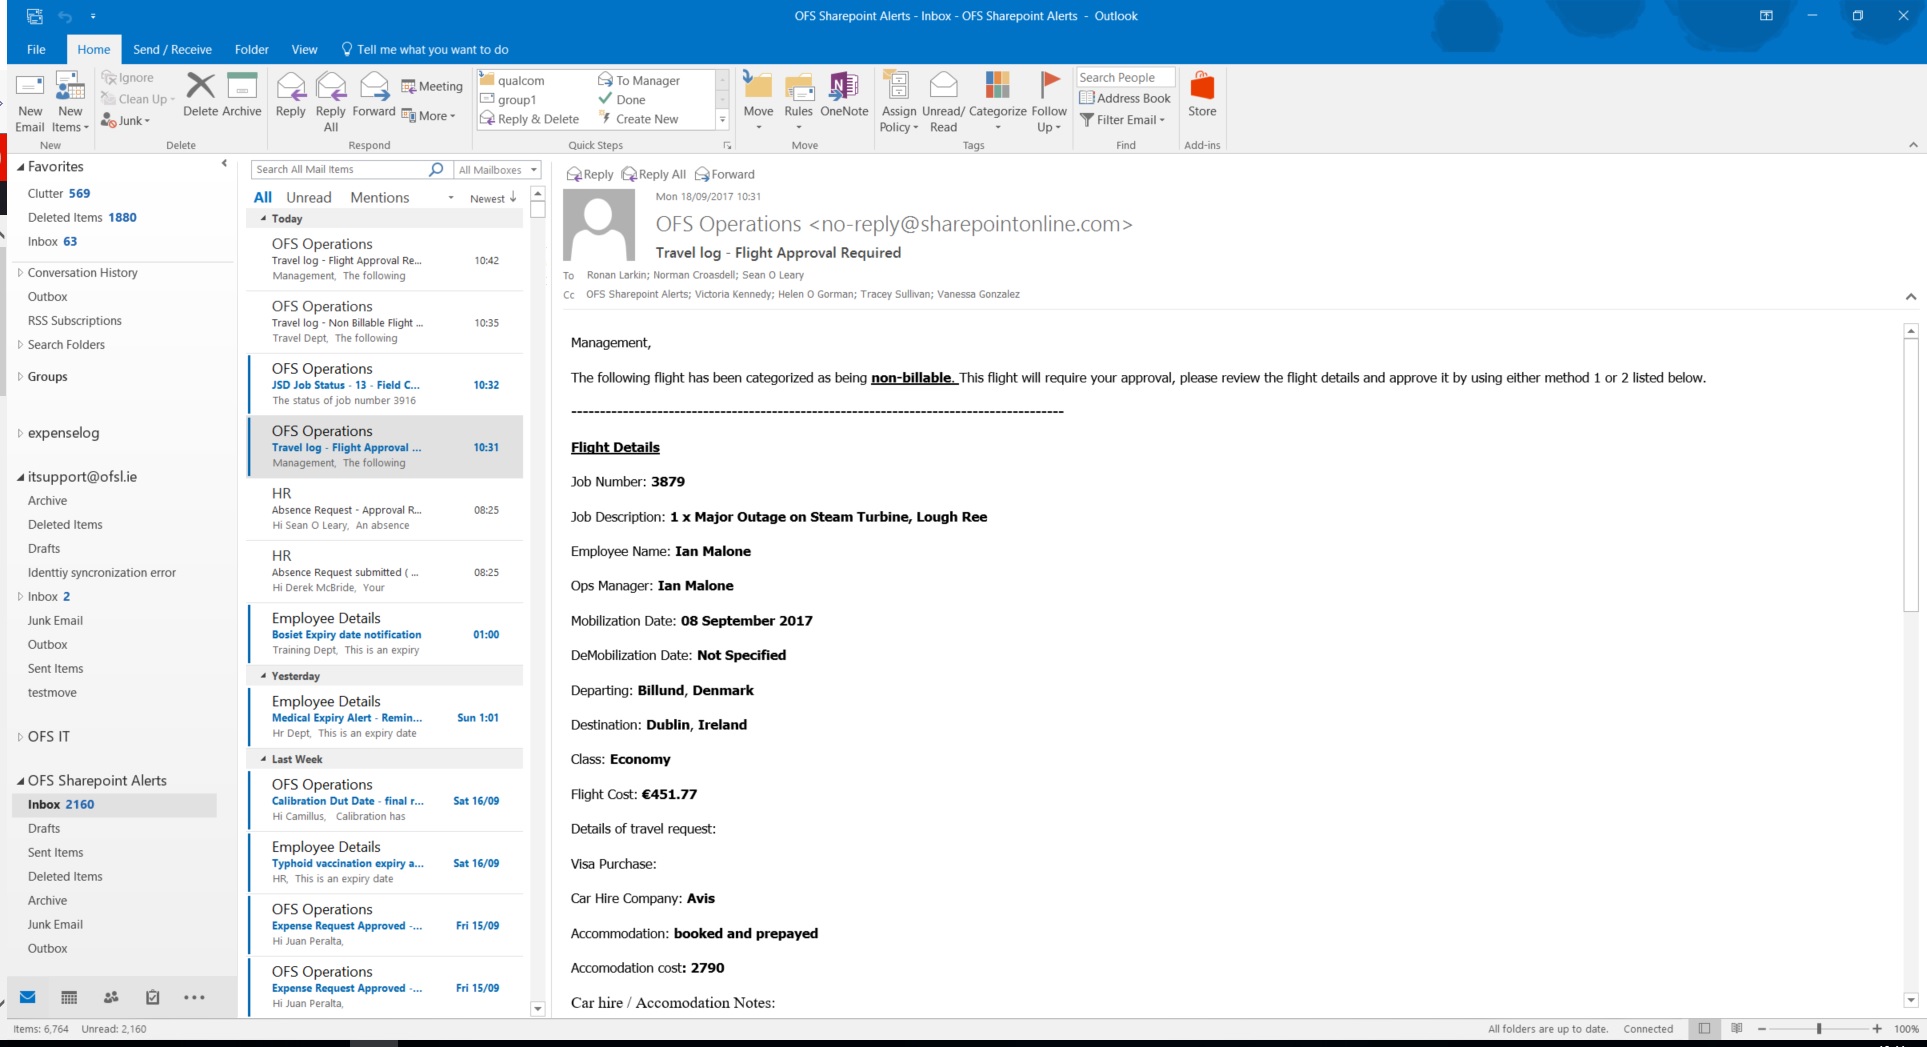 OFS Sharepoint Alerts - Inbox - OFS Sharepoint Alerts - Outlook
File Home Send / Receive Folder View Tell me what you want to do
New Email
New Items
Ignore
Clean Up
Junk
Delete Archive
Reply
Reply All
Forward
Meeting
More
qualcom
group1
Reply & Delete
To Manager
Done
Create New
Move Rules OneNote
Assign Policy
Unread/ Read
Categorize
Follow Up
Search People
Address Book
Filter Email
Store
New Delete Respond Quick Steps Move Tags Find Add-ins
Favorites
Clutter 569
Deleted Items 1880
Inbox 63
Conversation History
Outbox
RSS Subscriptions
Search Folders
Groups
expenselog
itsupport@ofsl.ie
Archive
Deleted Items
Drafts
Identtiy syncronization error
Inbox 2
Junk Email
Outbox
Sent Items
testmove
OFS IT
OFS Sharepoint Alerts
Inbox 2160
Drafts
Sent Items
Deleted Items
Archive
Junk Email
Outbox
Search All Mail Items All Mailboxes
All Unread Mentions Newest
Today
OFS Operations
Travel log - Flight Approval Re... 10:42
Management, The following
OFS Operations
Travel log - Non Billable Flight ... 10:35
Travel Dept, The following
OFS Operations
JSD Job Status - 13 - Field C... 10:32
The status of job number 3916
OFS Operations
Travel log - Flight Approval ... 10:31
Management, The following
HR
Absence Request - Approval R... 08:25
Hi Sean O Leary, An absence
HR
Absence Request submitted ( ... 08:25
Hi Derek McBride, Your
Employee Details
Bosiet Expiry date notification 01:00
Training Dept, This is an expiry
Yesterday
Employee Details
Medical Expiry Alert - Remin... Sun 1:01
Hr Dept, This is an expiry date
Last Week
OFS Operations
Calibration Dut Date - final r... Sat 16/09
Hi Camillus, Calibration has
Employee Details
Typhoid vaccination expiry a... Sat 16/09
HR, This is an expiry date
OFS Operations
Expense Request Approved -... Fri 15/09
Hi Juan Peralta,
OFS Operations
Expense Request Approved -... Fri 15/09
Hi Juan Peralta,
Reply Reply All Forward
Mon 18/09/2017 10:31
OFS Operations <no-reply@sharepointonline.com>
Travel log - Flight Approval Required
To Ronan Larkin; Norman Croasdell; Sean O Leary
Cc OFS Sharepoint Alerts; Victoria Kennedy; Helen O Gorman; Tracey Sullivan; Vanessa Gonzalez
Management,
The following flight has been categorized as being non-billable. This flight will require your approval, please review the flight details and approve it by using either method 1 or 2 listed below.
----------------------------------------------------------------------------------------
Flight Details
Job Number: 3879
Job Description: 1 x Major Outage on Steam Turbine, Lough Ree
Employee Name: Ian Malone
Ops Manager: Ian Malone
Mobilization Date: 08 September 2017
DeMobilization Date: Not Specified
Departing: Billund, Denmark
Destination: Dublin, Ireland
Class: Economy
Flight Cost: €451.77
Details of travel request:
Visa Purchase:
Car Hire Company: Avis
Accommodation: booked and prepayed
Accomodation cost: 2790
Car hire / Accomodation Notes:
Items: 6,764 Unread: 2,160 All folders are up to date. Connected 100%